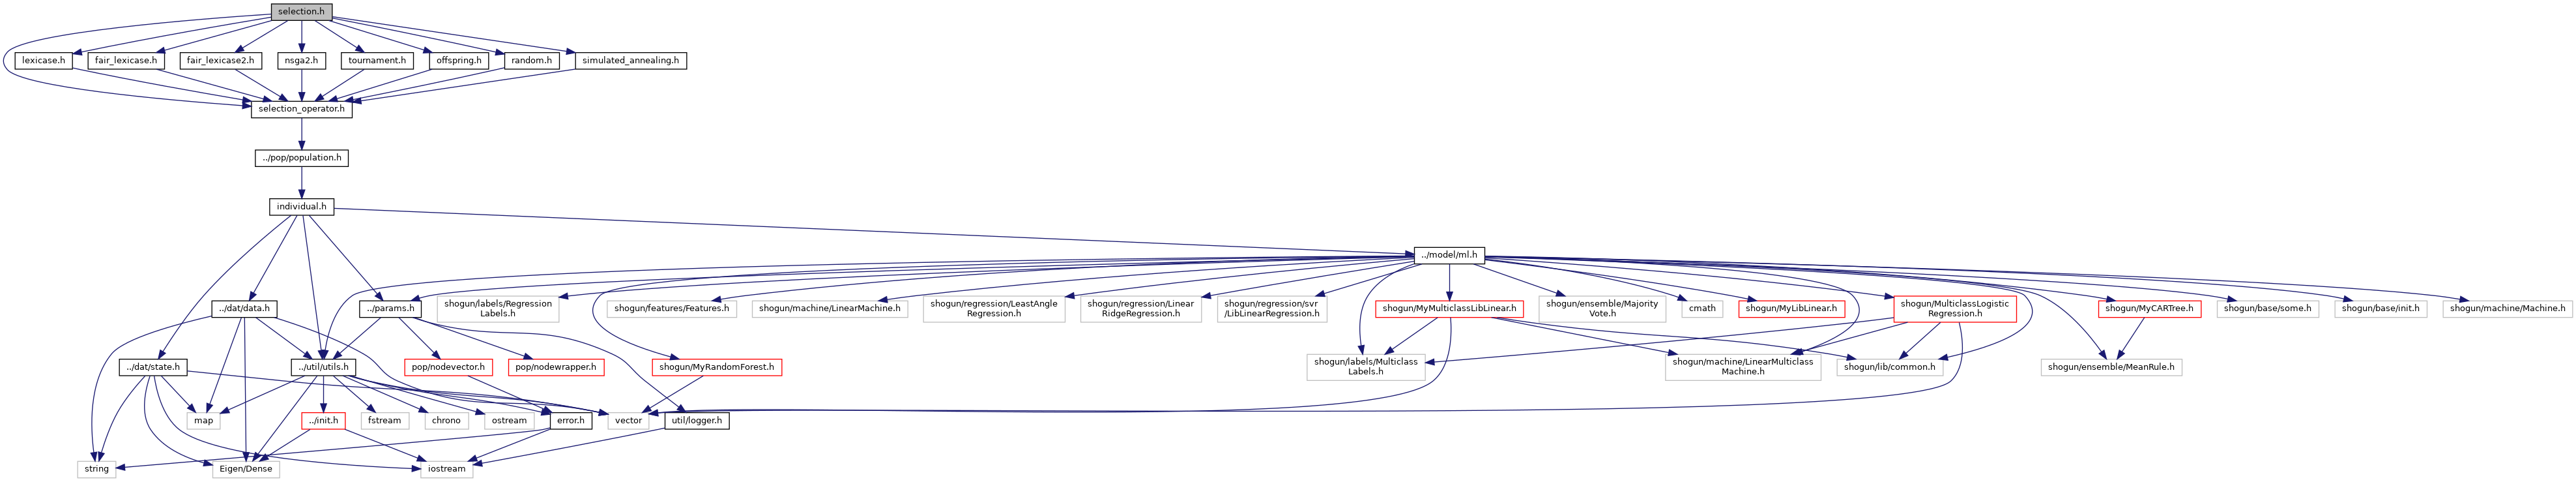 selection.h
lexicase.h
fair_lexicase.h
fair_lexicase2.h
nsga2.h
tournament.h
offspring.h
random.h
simulated_annealing.h
selection_operator.h
../pop/population.h
individual.h
../model/ml.h
../dat/data.h
../params.h
shogun/labels/Regression
Labels.h
shogun/features/Features.h
shogun/machine/LinearMachine.h
shogun/regression/LeastAngle
Regression.h
shogun/regression/Linear
RidgeRegression.h
shogun/regression/svr
/LibLinearRegression.h
shogun/MyMulticlassLibLinear.h
shogun/ensemble/Majority
Vote.h
cmath
shogun/MyLibLinear.h
shogun/MulticlassLogistic
Regression.h
shogun/MyCARTree.h
shogun/base/some.h
shogun/base/init.h
shogun/machine/Machine.h
../dat/state.h
../util/utils.h
pop/nodevector.h
pop/nodewrapper.h
shogun/MyRandomForest.h
shogun/labels/Multiclass
Labels.h
shogun/machine/LinearMulticlass
Machine.h
shogun/lib/common.h
shogun/ensemble/MeanRule.h
map
../init.h
fstream
chrono
ostream
error.h
vector
util/logger.h
string
Eigen/Dense
iostream